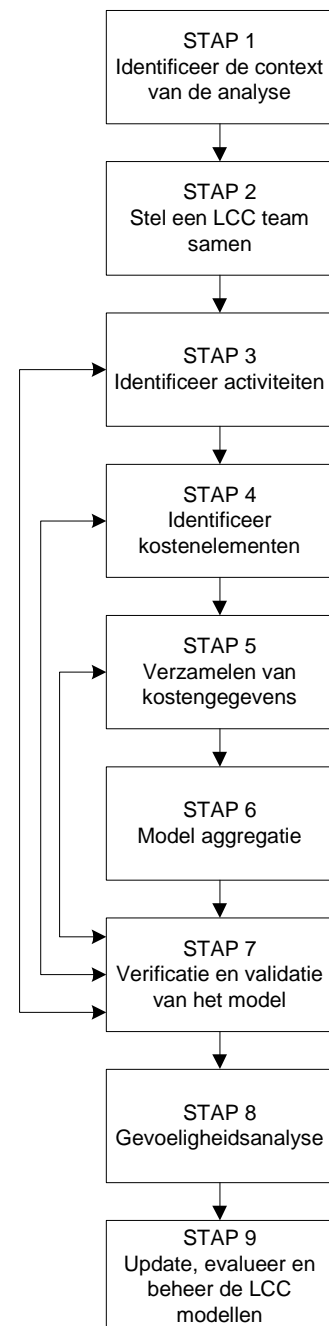 STAP 1
Identificeer de context
van de analyse
STAP 2
Stel een LCC team
samen
STAP 3
Identificeer activiteiten
STAP 4
Identificeer
kostenelementen
STAP 5
Verzamelen van
kostengegevens
STAP 6
Model aggregatie
STAP 7
Verificatie en validatie
van het model
STAP 8
Gevoeligheidsanalyse
STAP 9
Update, evalueer en
beheer de LCC
modellen